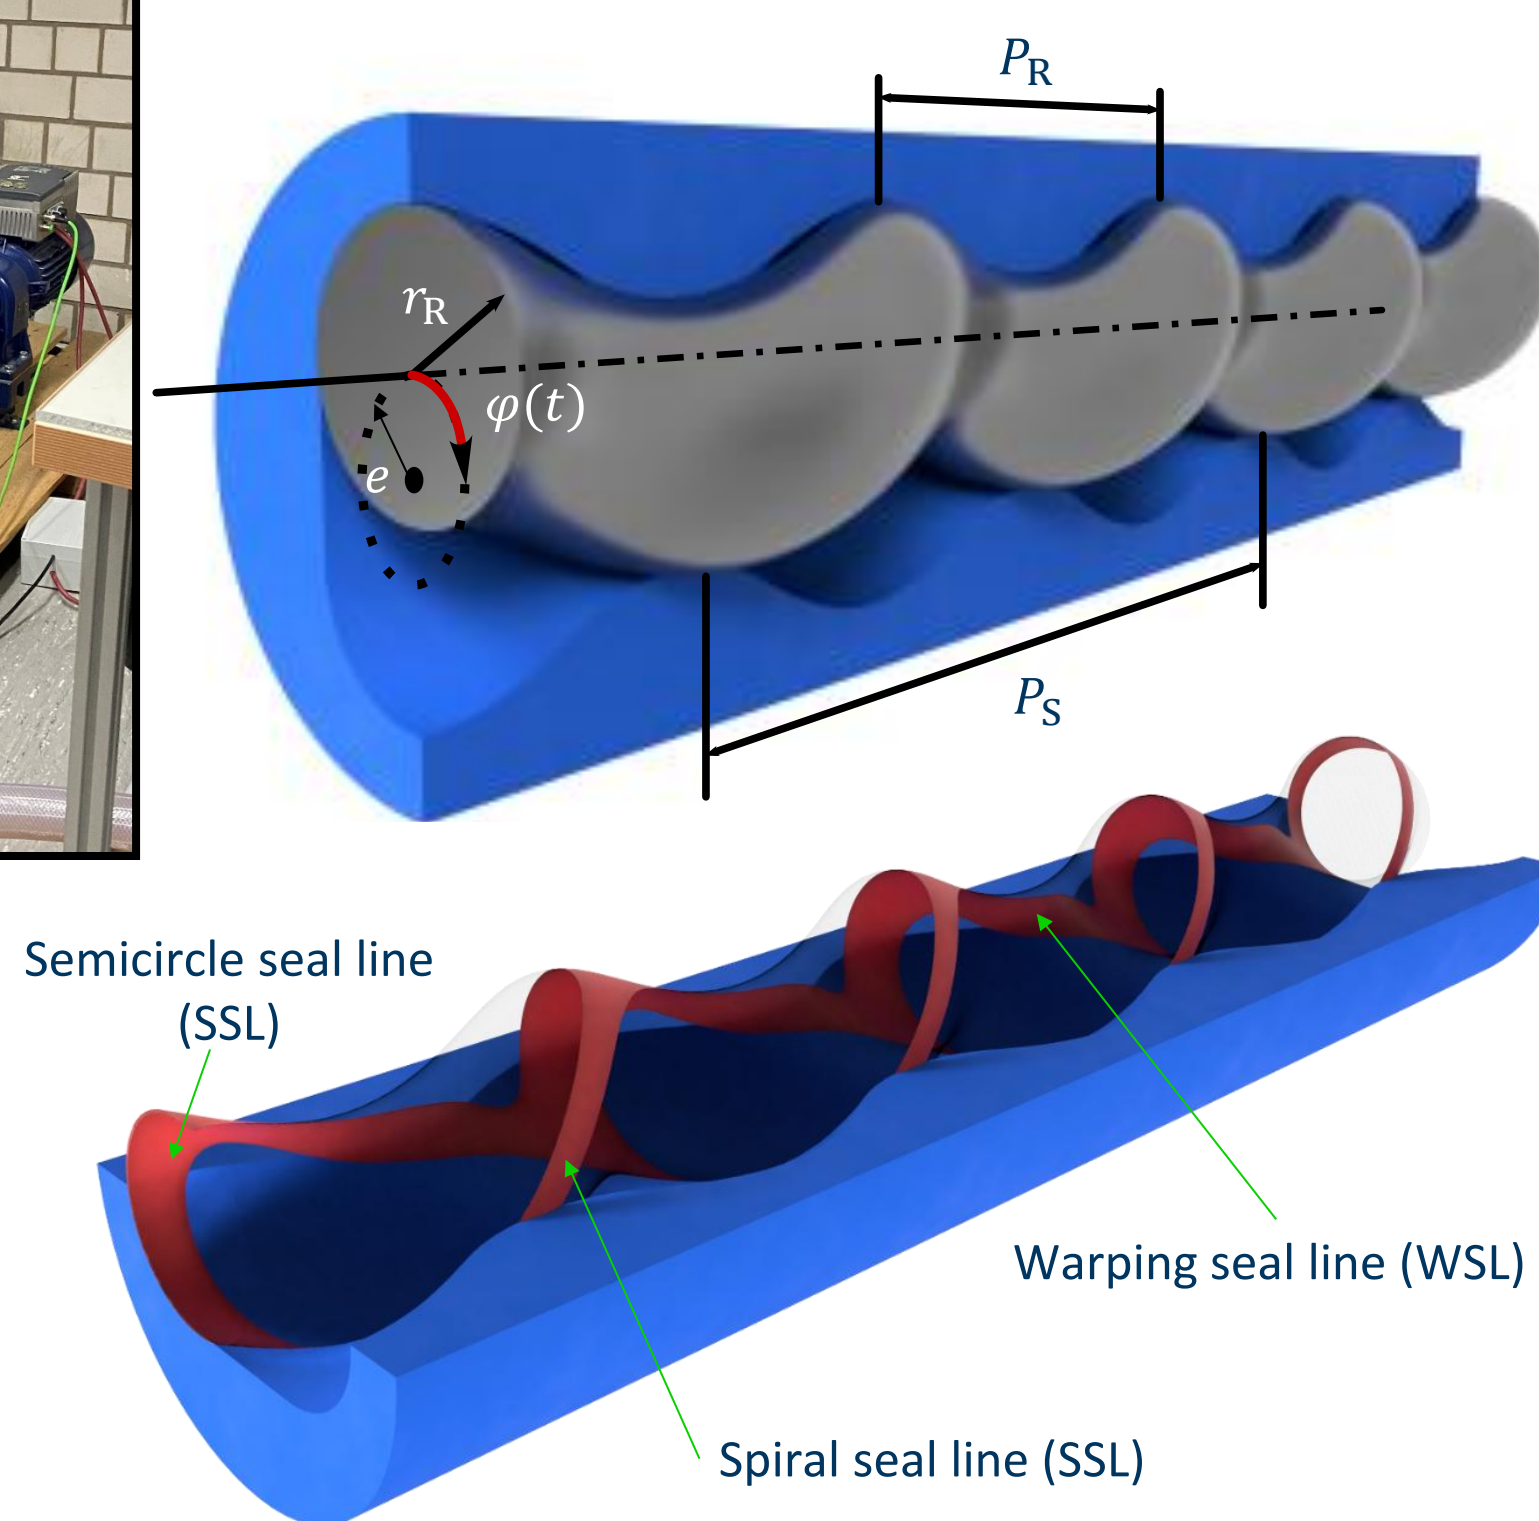 P_R
r_R
φ(t)
e
P_S
Semicircle seal line
(SSL)
Warping seal line (WSL)
Spiral seal line (SSL)